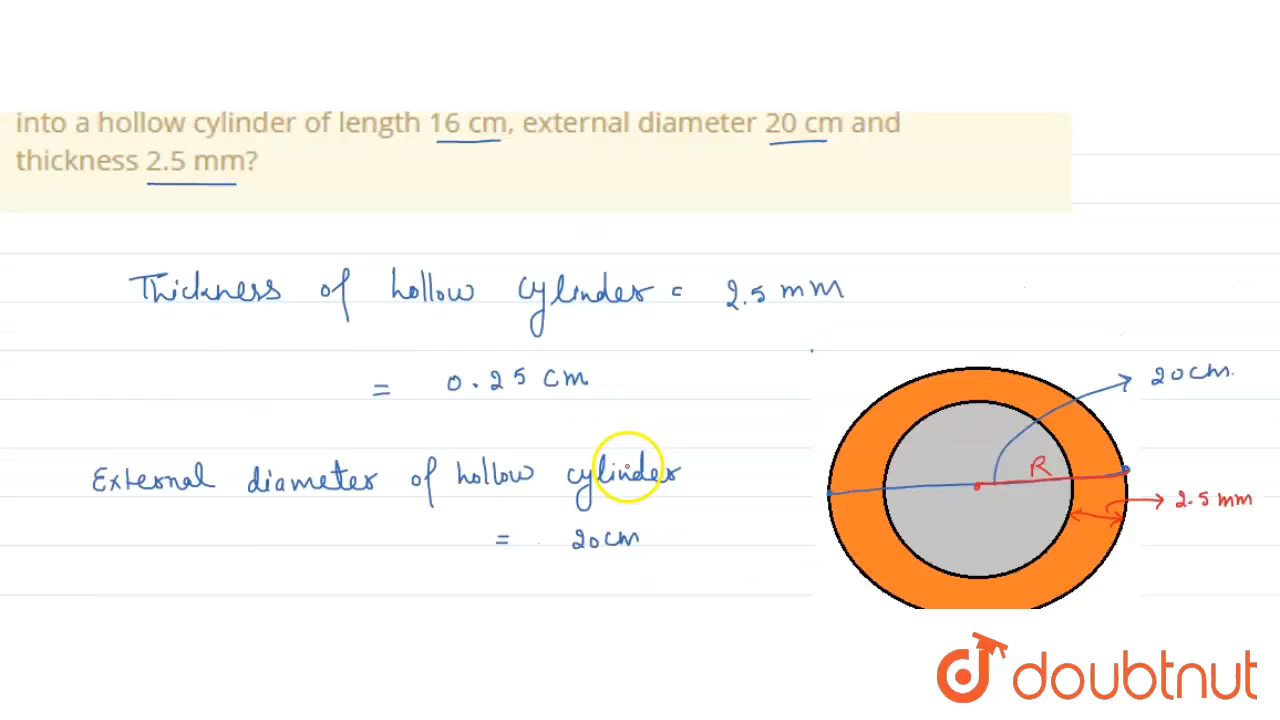 into a hollow cylinder of length 16 cm, external diameter 20 cm and
thickness 2.5 mm?
Thickness of hollow cylinder = 2.5 mm
= 0.25 cm
20cm.
R
2.5 mm
External diameter of hollow cylinder
= 20cm
doubtnut